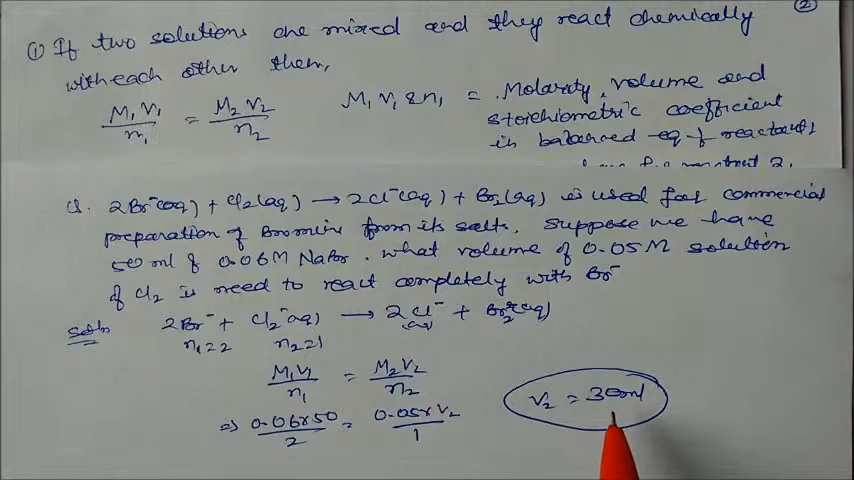 ②
① If two solutions are mixed and they react chemically
with each other then,
M₁V₁/n₁ = M₂V₂/n₂ M₁ V₁ & n₁ = Molarity, volume and
stoichiometric coefficient
in balanced eq of reactant 1
2.
Q. 2Br⁻(aq) + Cl₂(aq) → 2Cl⁻(aq) + Br₂(aq) is used for commercial
preparation of Bromine from its salts. Suppose we have
50 ml of 0.06M NaBr. What volume of 0.05M solution
of Cl₂ is need to react completely with Br⁻
Soln 2Br⁻ + Cl₂⁻(aq) → 2Cl⁻(aq) + Br₂(aq)
n₁=2 n₂=1
M₁V₁/n₁ = M₂V₂/n₂
⇒ 0.06×50/2 = 0.05×V₂/1 V₂ = 30ml